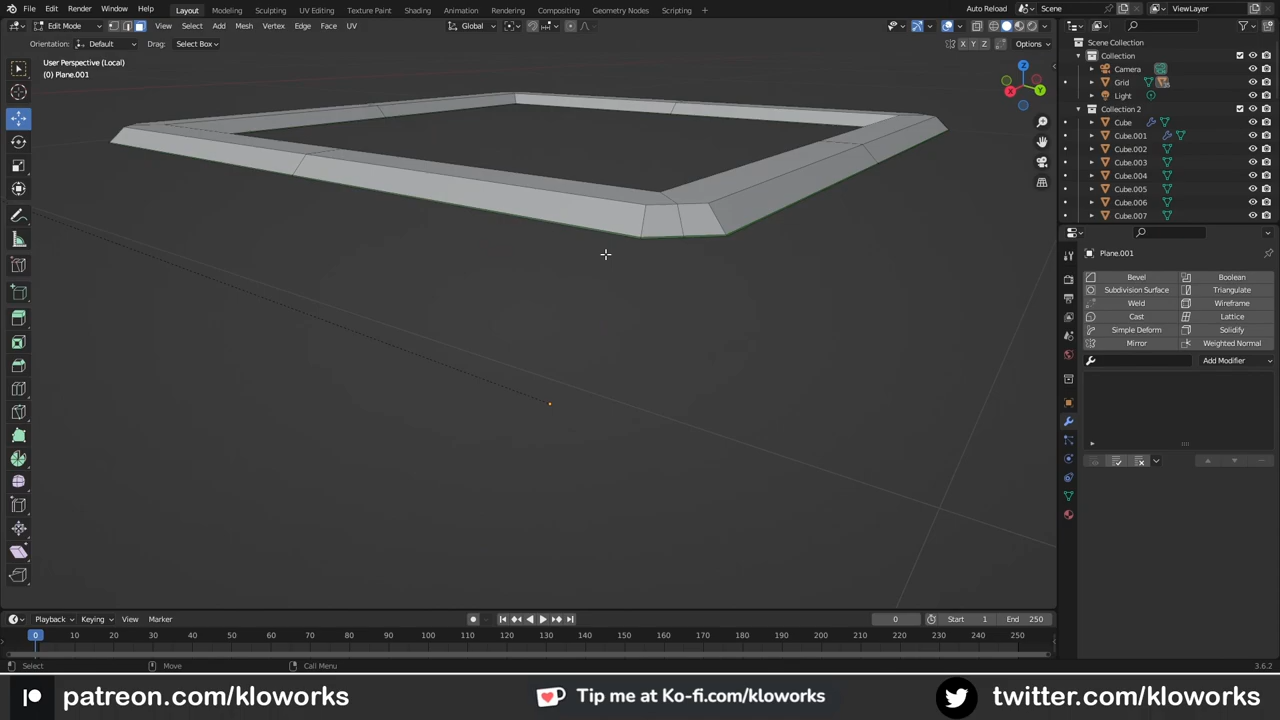 File Edit Render Window Help Layout Modeling Sculpting UV Editing Texture Paint Shading Animation Rendering Compositing Geometry Nodes Scripting + Auto Reload Scene ViewLayer
Edit Mode View Select Add Mesh Vertex Edge Face UV Global
Orientation: Default Drag: Select Box X Y Z Options
User Perspective (Local)
(0) Plane.001
Z
X Y
Scene Collection
Collection
Camera
Grid
Light
Collection 2
Cube
Cube.001
Cube.002
Cube.003
Cube.004
Cube.005
Cube.006
Cube.007
Plane.001
Bevel Boolean
Subdivision Surface Triangulate
Weld Wireframe
Cast Lattice
Simple Deform Solidify
Mirror Weighted Normal
Add Modifier
Playback Keying View Marker 0 Start 1 End 250
0 10 20 30 40 50 60 70 80 90 100 110 120 130 140 150 160 170 180 190 200 210 220 230 240 250
Select Move Call Menu 3.6.2
patreon.com/kloworks Tip me at Ko-fi.com/kloworks twitter.com/kloworks